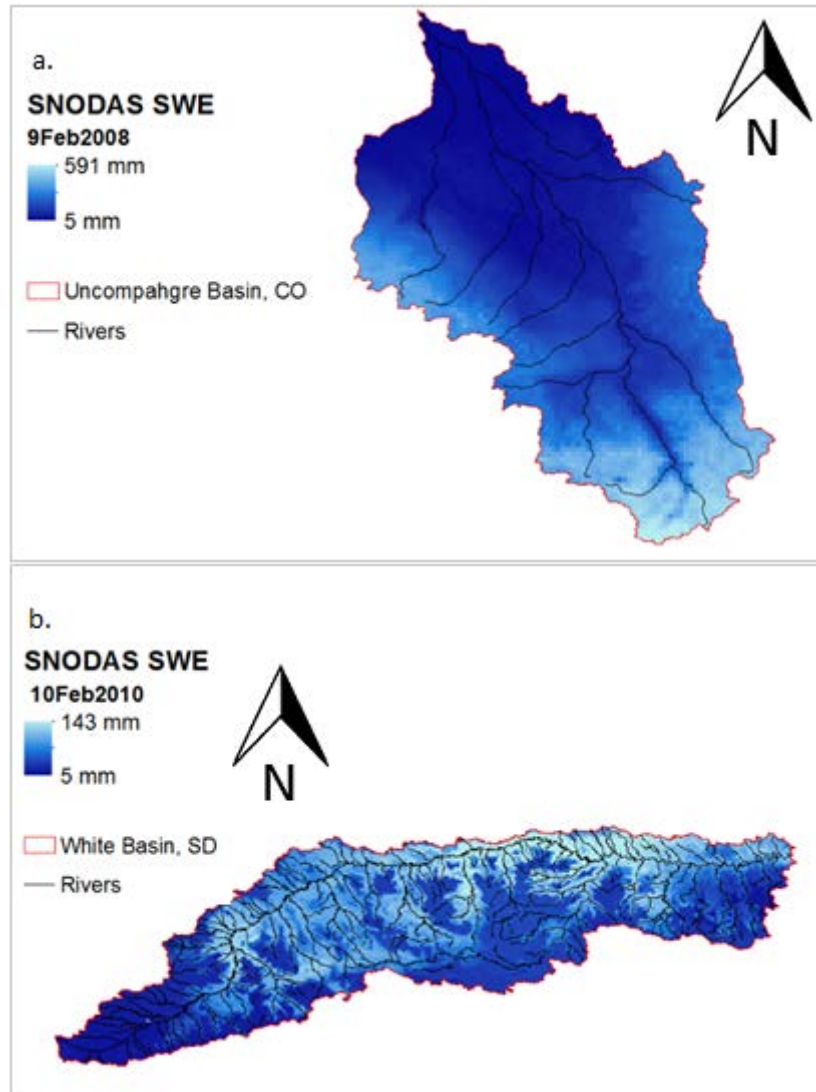 a.
SNODAS SWE
9Feb2008
591 mm
5 mm
Uncompahgre Basin, CO
Rivers
N
b.
SNODAS SWE
10Feb2010
143 mm
5 mm
White Basin, SD
Rivers
N